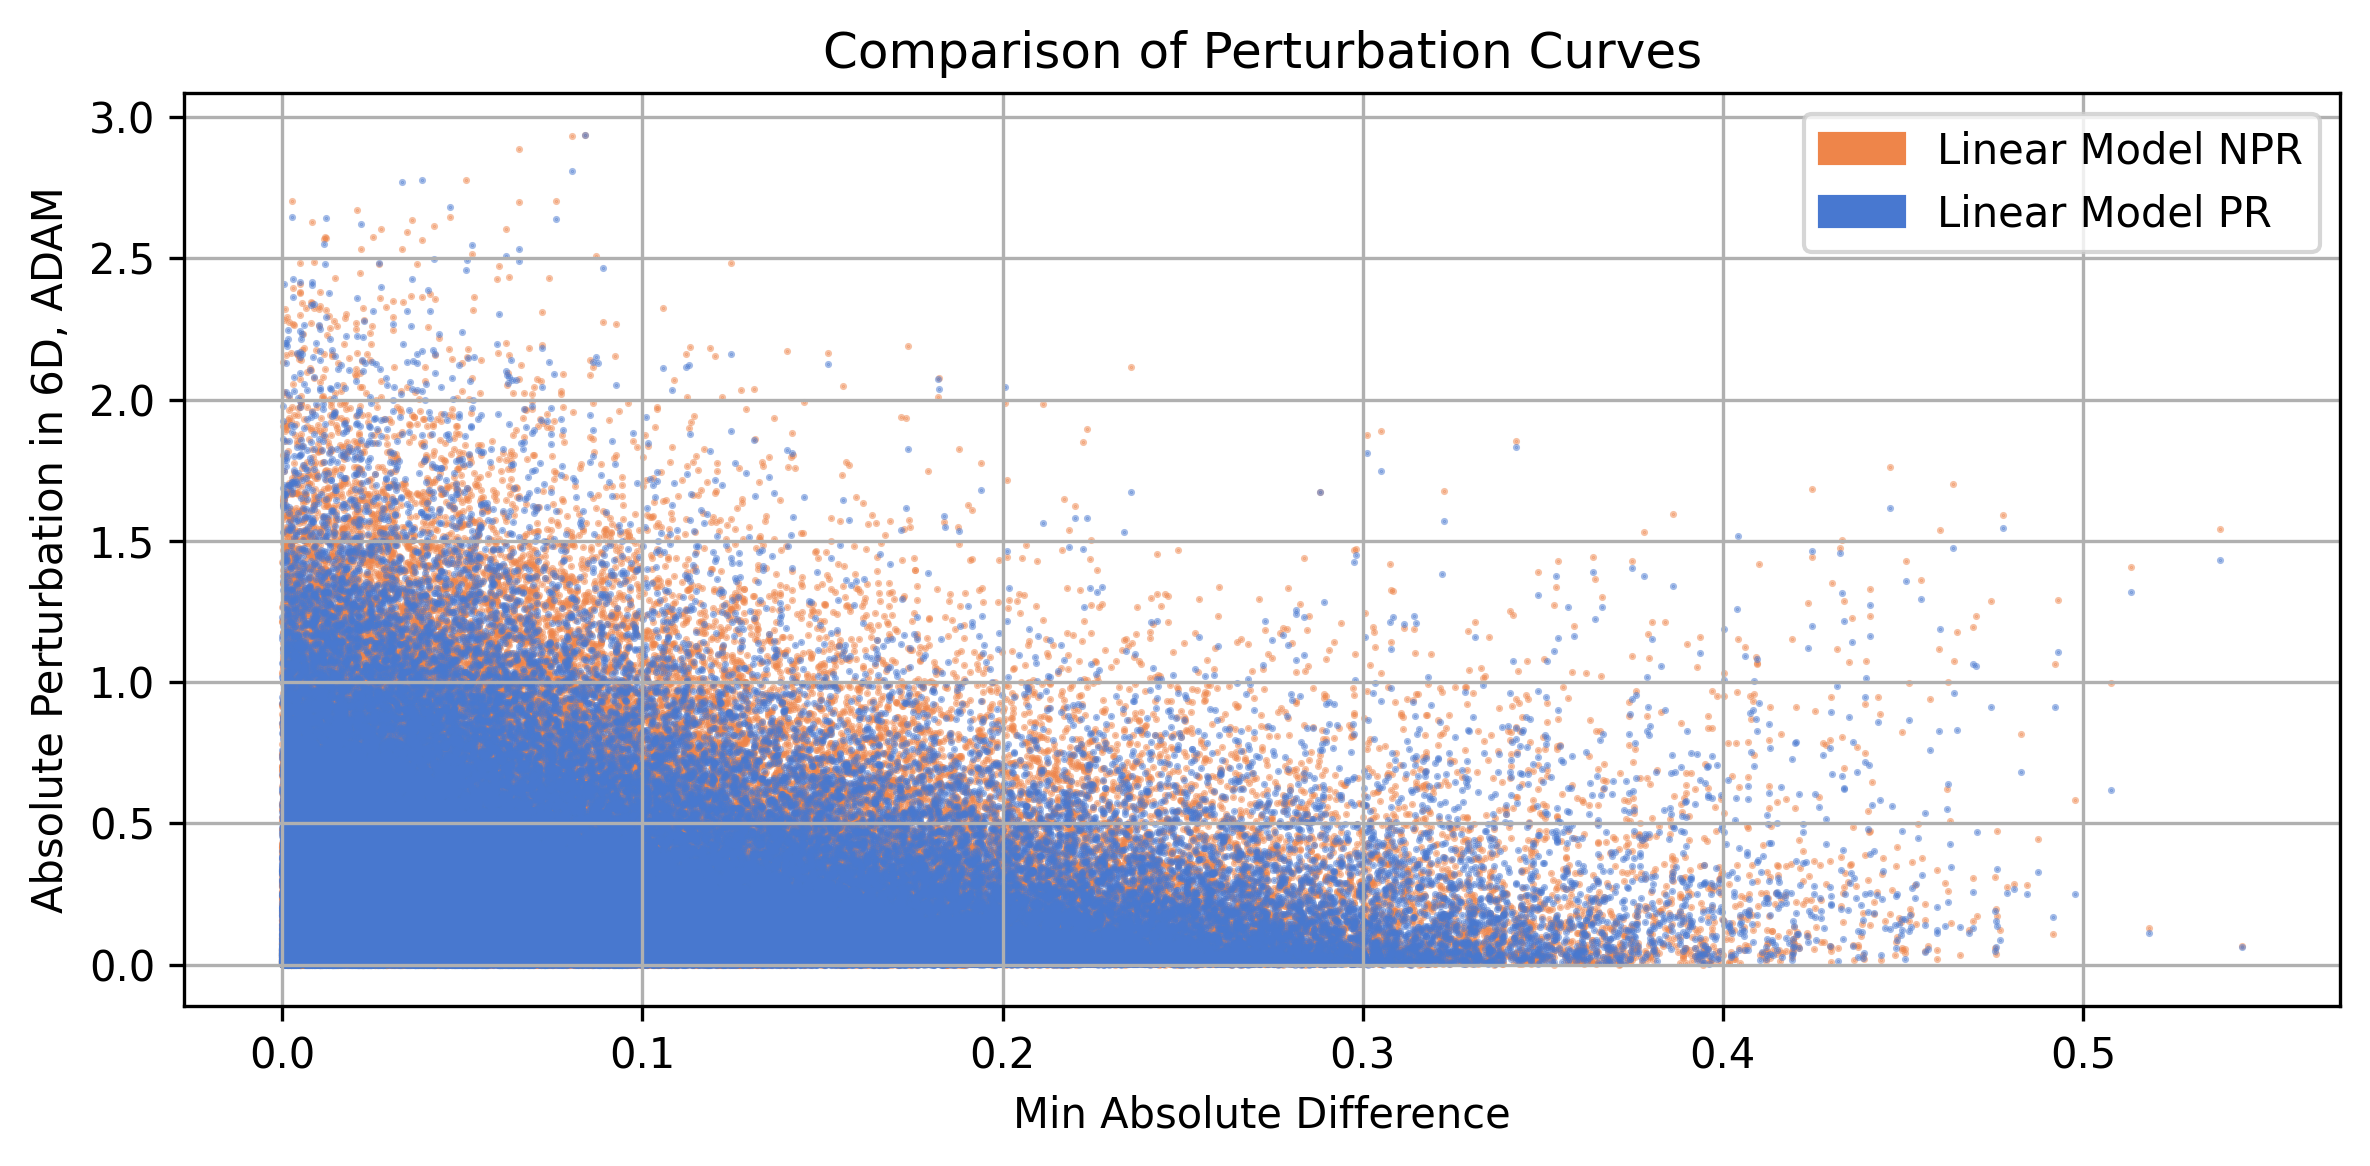 Comparison of Perturbation Curves
Absolute Perturbation in 6D, ADAM
3.0
2.5
2.0
1.5
1.0
0.5
0.0
Linear Model NPR
Linear Model PR
0.0
0.1
0.2
0.3
0.4
0.5
Min Absolute Difference